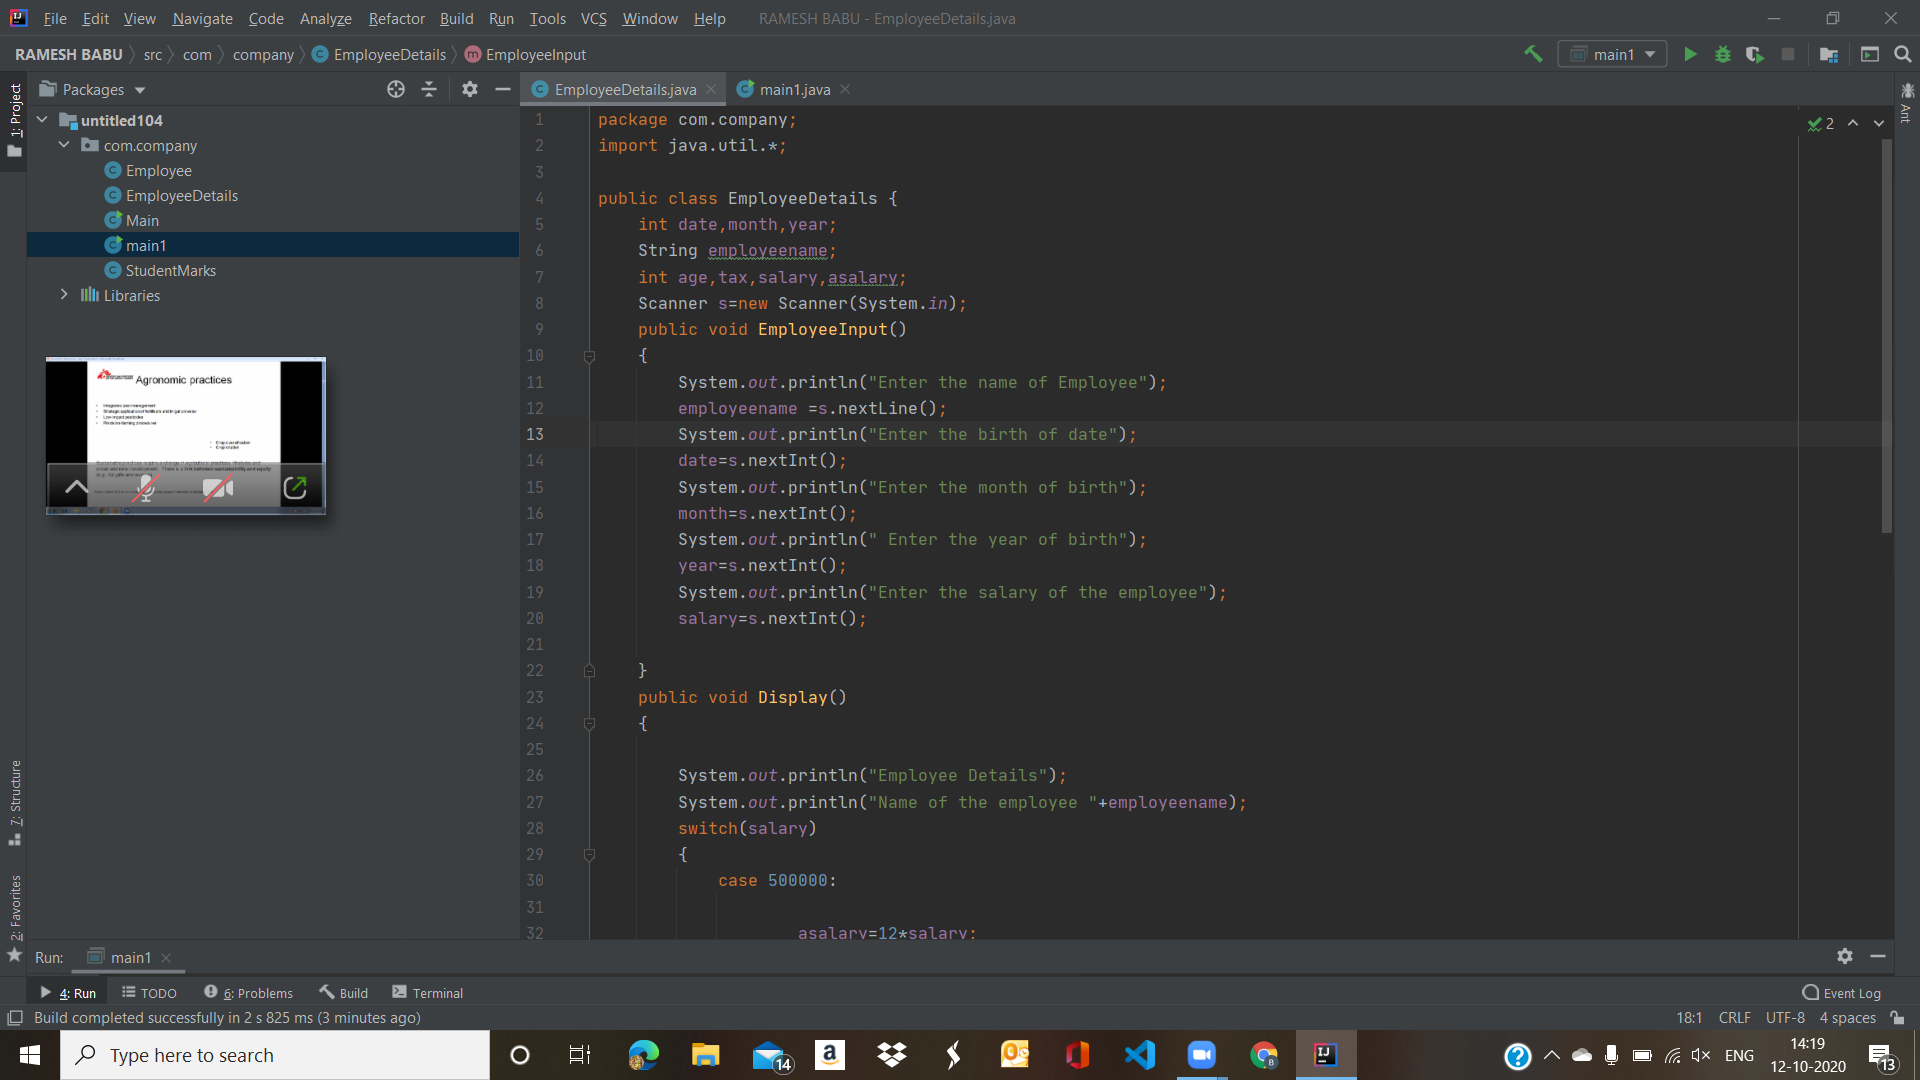 File Edit View Navigate Code Analyze Refactor Build Run Tools VCS Window Help RAMESH BABU - EmployeeDetails.java
RAMESH BABU src com company EmployeeDetails EmployeeInput main1
Packages
EmployeeDetails.java main1.java
1: Project
untitled104
com.company
Employee
EmployeeDetails
Main
main1
StudentMarks
Libraries
Agronomic practices
7: Structure
2: Favorites
1 package com.company;
2 import java.util.*;
3
4 public class EmployeeDetails {
5 int date,month,year;
6 String employeename;
7 int age,tax,salary,asalary;
8 Scanner s=new Scanner(System.in);
9 public void EmployeeInput()
10 {
11 System.out.println("Enter the name of Employee");
12 employeename =s.nextLine();
13 System.out.println("Enter the birth of date");
14 date=s.nextInt();
15 System.out.println("Enter the month of birth");
16 month=s.nextInt();
17 System.out.println(" Enter the year of birth");
18 year=s.nextInt();
19 System.out.println("Enter the salary of the employee");
20 salary=s.nextInt();
21
22 }
23 public void Display()
24 {
25
26 System.out.println("Employee Details");
27 System.out.println("Name of the employee "+employeename);
28 switch(salary)
29 {
30 case 500000:
31
32 asalary=12*salary;
2
Ant
Run: main1
4: Run TODO 6: Problems Build Terminal Event Log
Build completed successfully in 2 s 825 ms (3 minutes ago) 18:1 CRLF UTF-8 4 spaces
Type here to search 14 ENG 14:19
12-10-2020 13